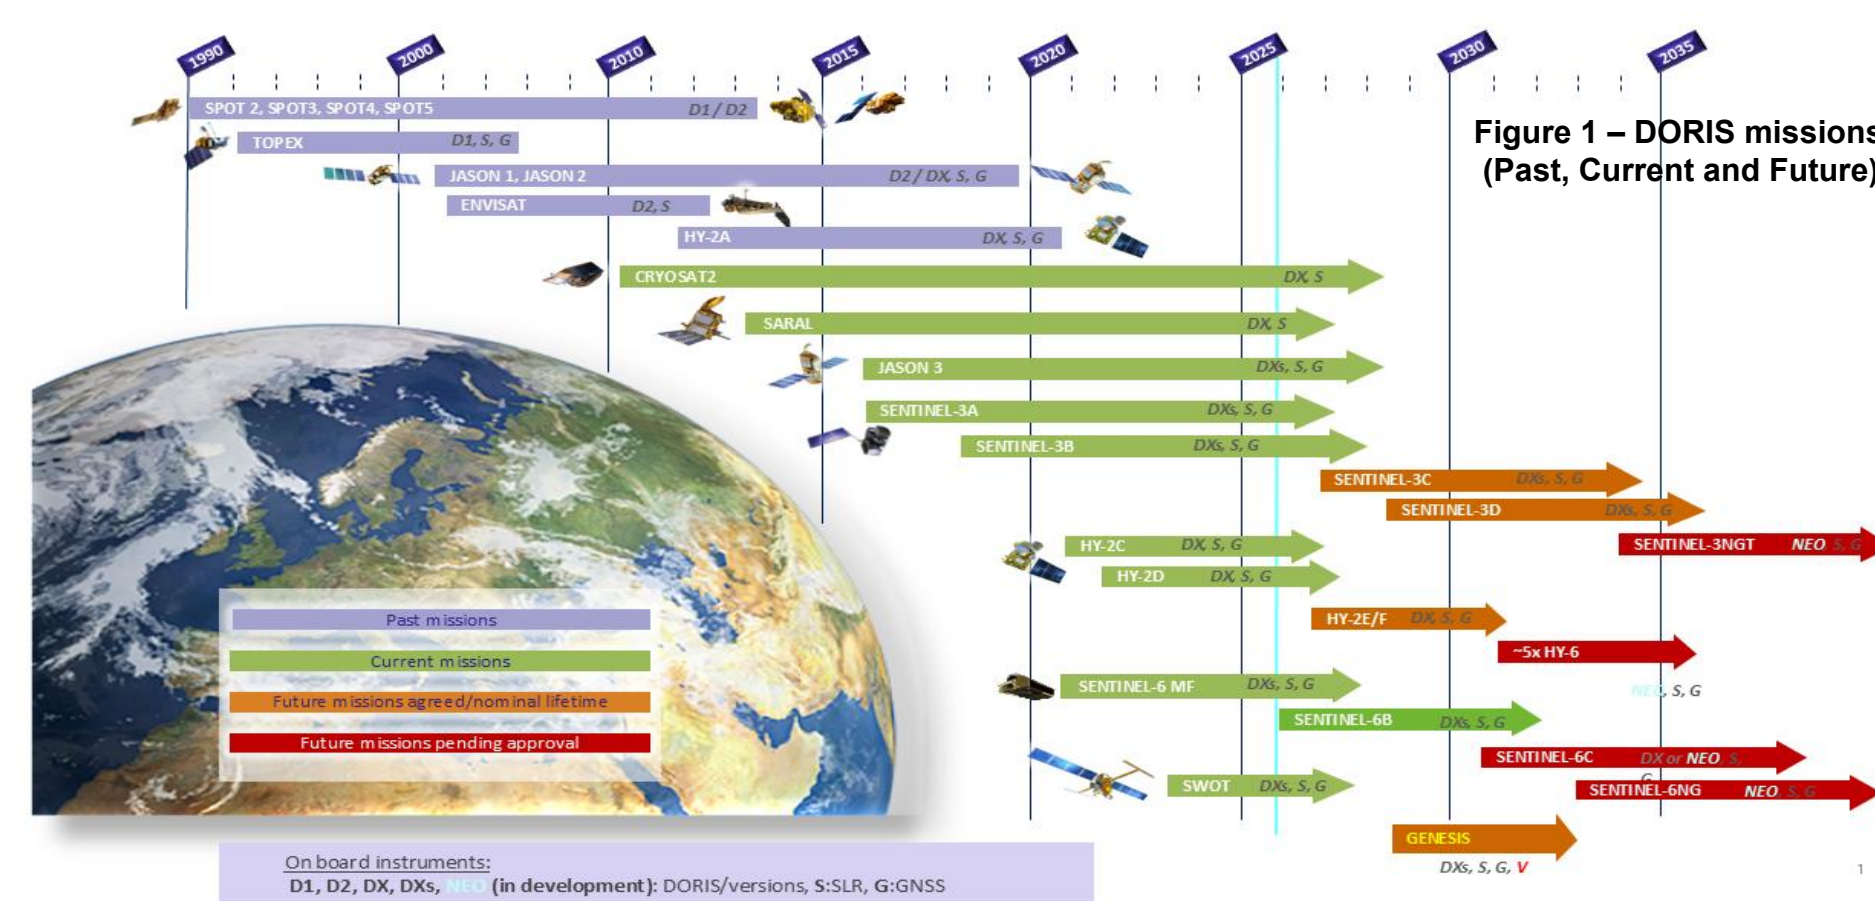 1990 2000 2010 2015 2020 2025 2030 2035
SPOT 2, SPOT3, SPOT4, SPOT5 D1 / D2
Figure 1 – DORIS missions
(Past, Current and Future)
TOPEX D1, S, G
JASON 1, JASON 2 D2 / DX, S, G
ENVISAT D2, S
HY-2A DX, S, G
CRYOSAT2 DX, S
SARAL DX, S
JASON 3 DXs, S, G
SENTINEL-3A DXs, S, G
SENTINEL-3B DXs, S, G
SENTINEL-3C DXs, S, G
SENTINEL-3D DXs, S, G
SENTINEL-3NGT NEO, S, G
HY-2C DX, S, G
HY-2D DX, S, G
HY-2E/F DX, S, G
~5x HY-6
NEO, S, G
SENTINEL-6 MF DXs, S, G
SENTINEL-6B DXs, S, G
SENTINEL-6C DX or NEO, S,
G
SWOT DXs, S, G
SENTINEL-6NG NEO, S, G
GENESIS
DXs, S, G, V
Past missions
Current missions
Future missions agreed/nominal lifetime
Future missions pending approval
On board instruments:
D1, D2, DX, DXs, NEO (in development): DORIS/versions, S:SLR, G:GNSS
1